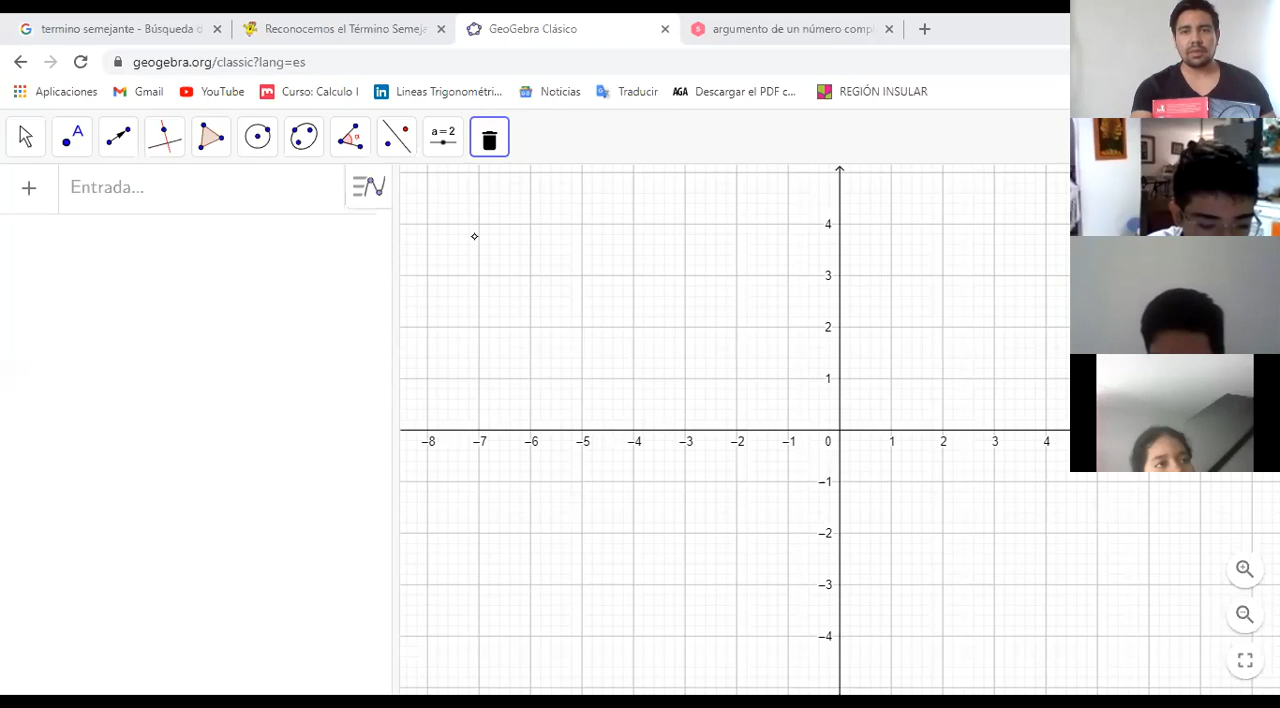 termino semejante - Búsqueda d
Reconocemos el Término Semeja
GeoGebra Clásico
argumento de un número compl
geogebra.org/classic?lang=es
Aplicaciones
Gmail
YouTube
Curso: Calculo I
Lineas Trigonométri...
Noticias
Traducir
AGA Descargar el PDF c...
REGIÓN INSULAR
A
α
a=2
Entrada...
4
3
2
1
–8 –7 –6 –5 –4 –3 –2 –1 0 1 2 3 4
–1
–2
–3
–4